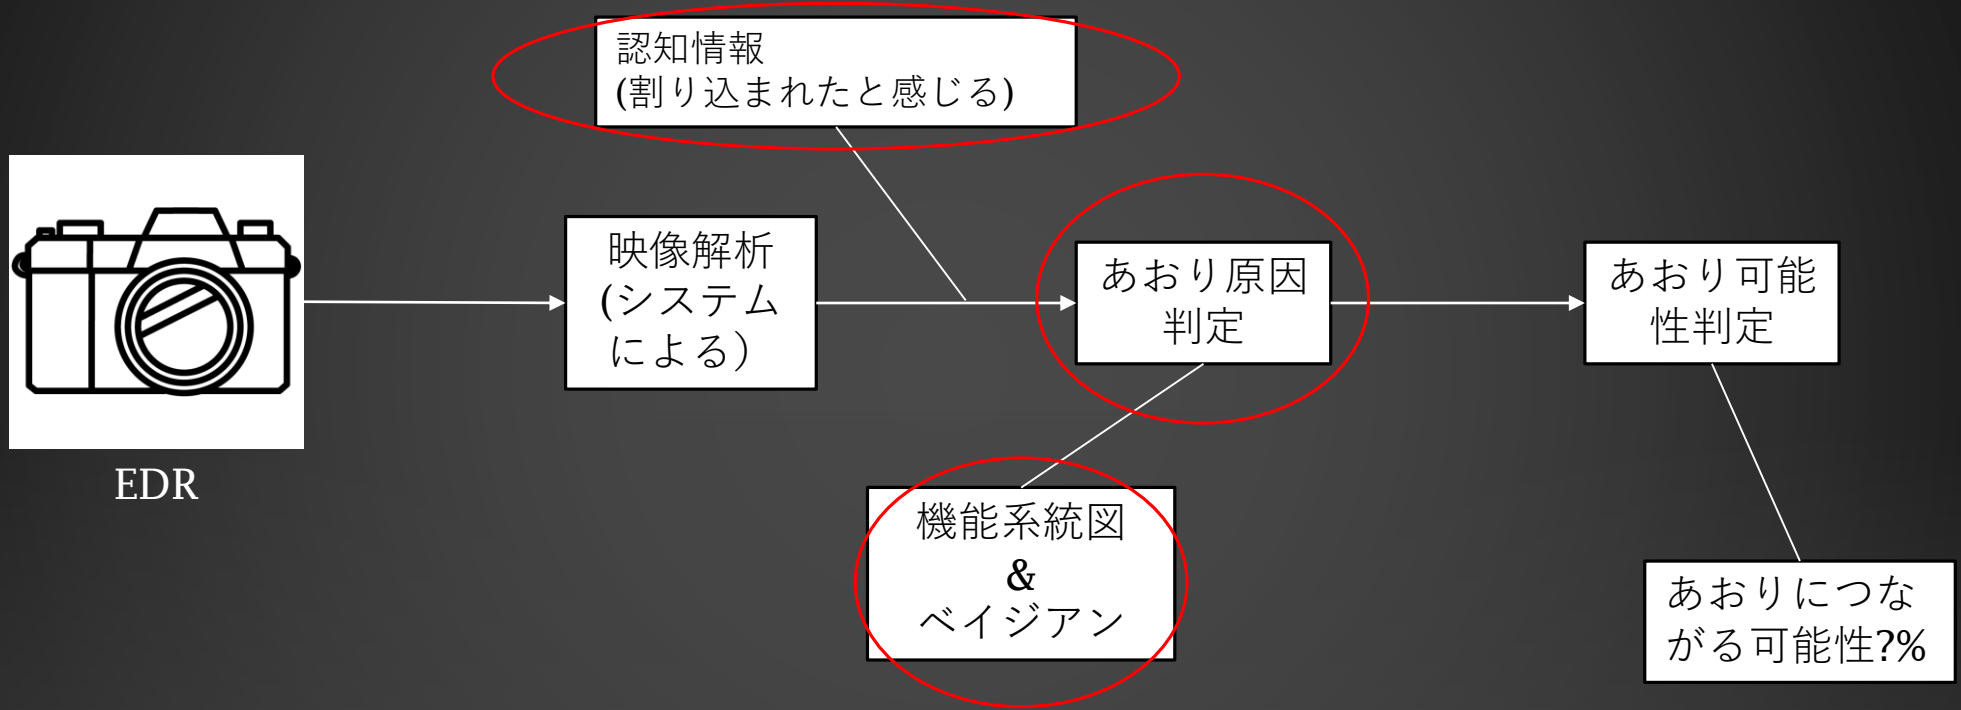 認知情報
(割り込まれたと感じる)
EDR
映像解析
(システム
による）
あおり原因
判定
機能系統図
&
ベイジアン
あおり可能
性判定
あおりにつな
がる可能性?%